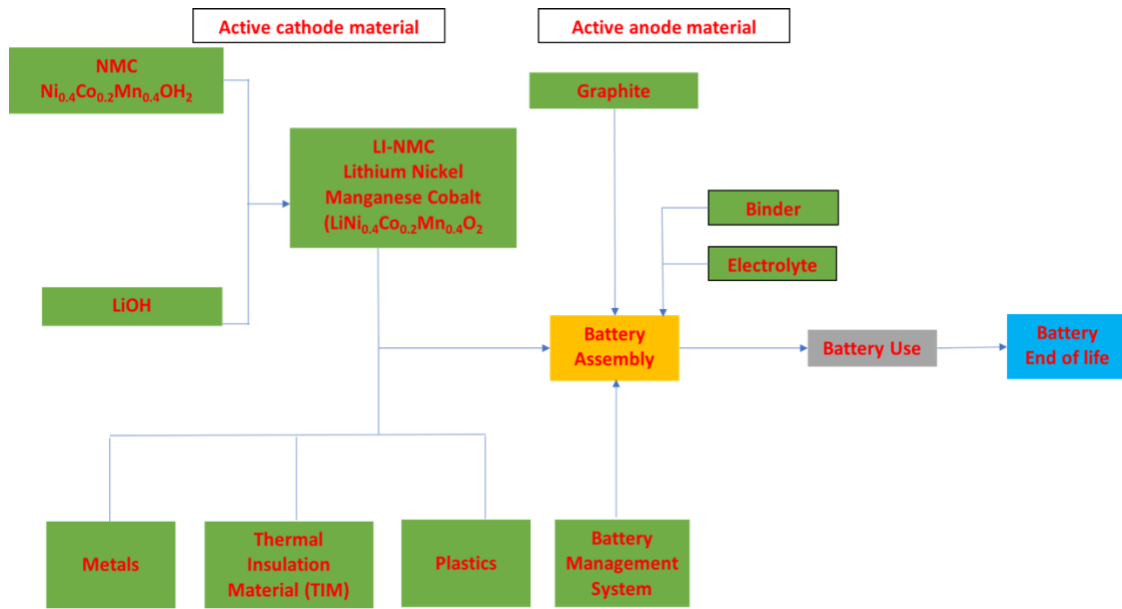 Active cathode material
Active anode material
NMC
Ni₀.₄Co₀.₂Mn₀.₄OH₂
Graphite
LI-NMC
Lithium Nickel
Manganese Cobalt
(LiNi₀.₄Co₀.₂Mn₀.₄O₂
Binder
Electrolyte
LiOH
Battery
Assembly
Battery Use
Battery
End of life
Metals
Thermal
Insulation
Material (TIM)
Plastics
Battery
Management
System